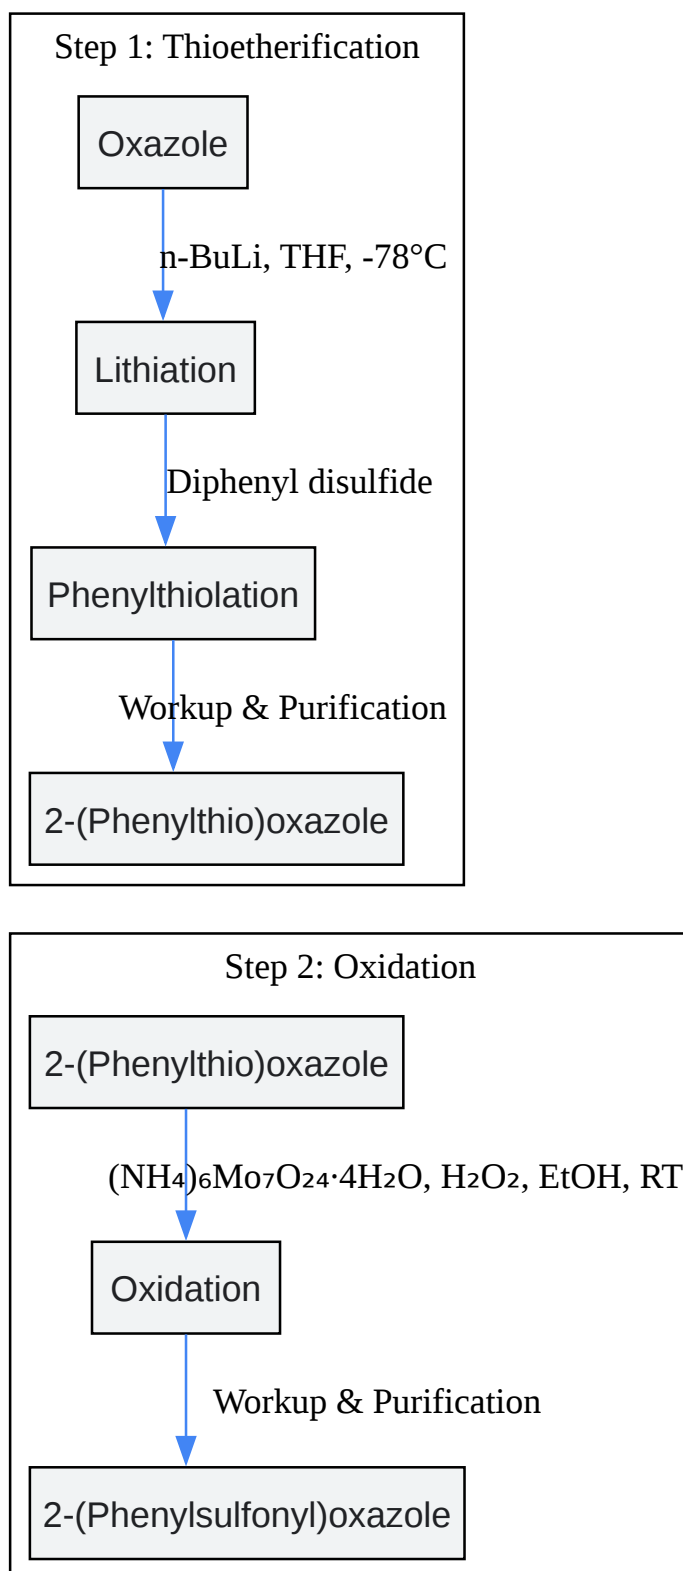 Step 1: Thioetherification
Oxazole
n-BuLi, THF, -78°C
Lithiation
Diphenyl disulfide
Phenylthiolation
Workup & Purification
2-(Phenylthio)oxazole
Step 2: Oxidation
2-(Phenylthio)oxazole
(NH₄)₆Mo₇O₂₄·4H₂O, H₂O₂, EtOH, RT
Oxidation
Workup & Purification
2-(Phenylsulfonyl)oxazole